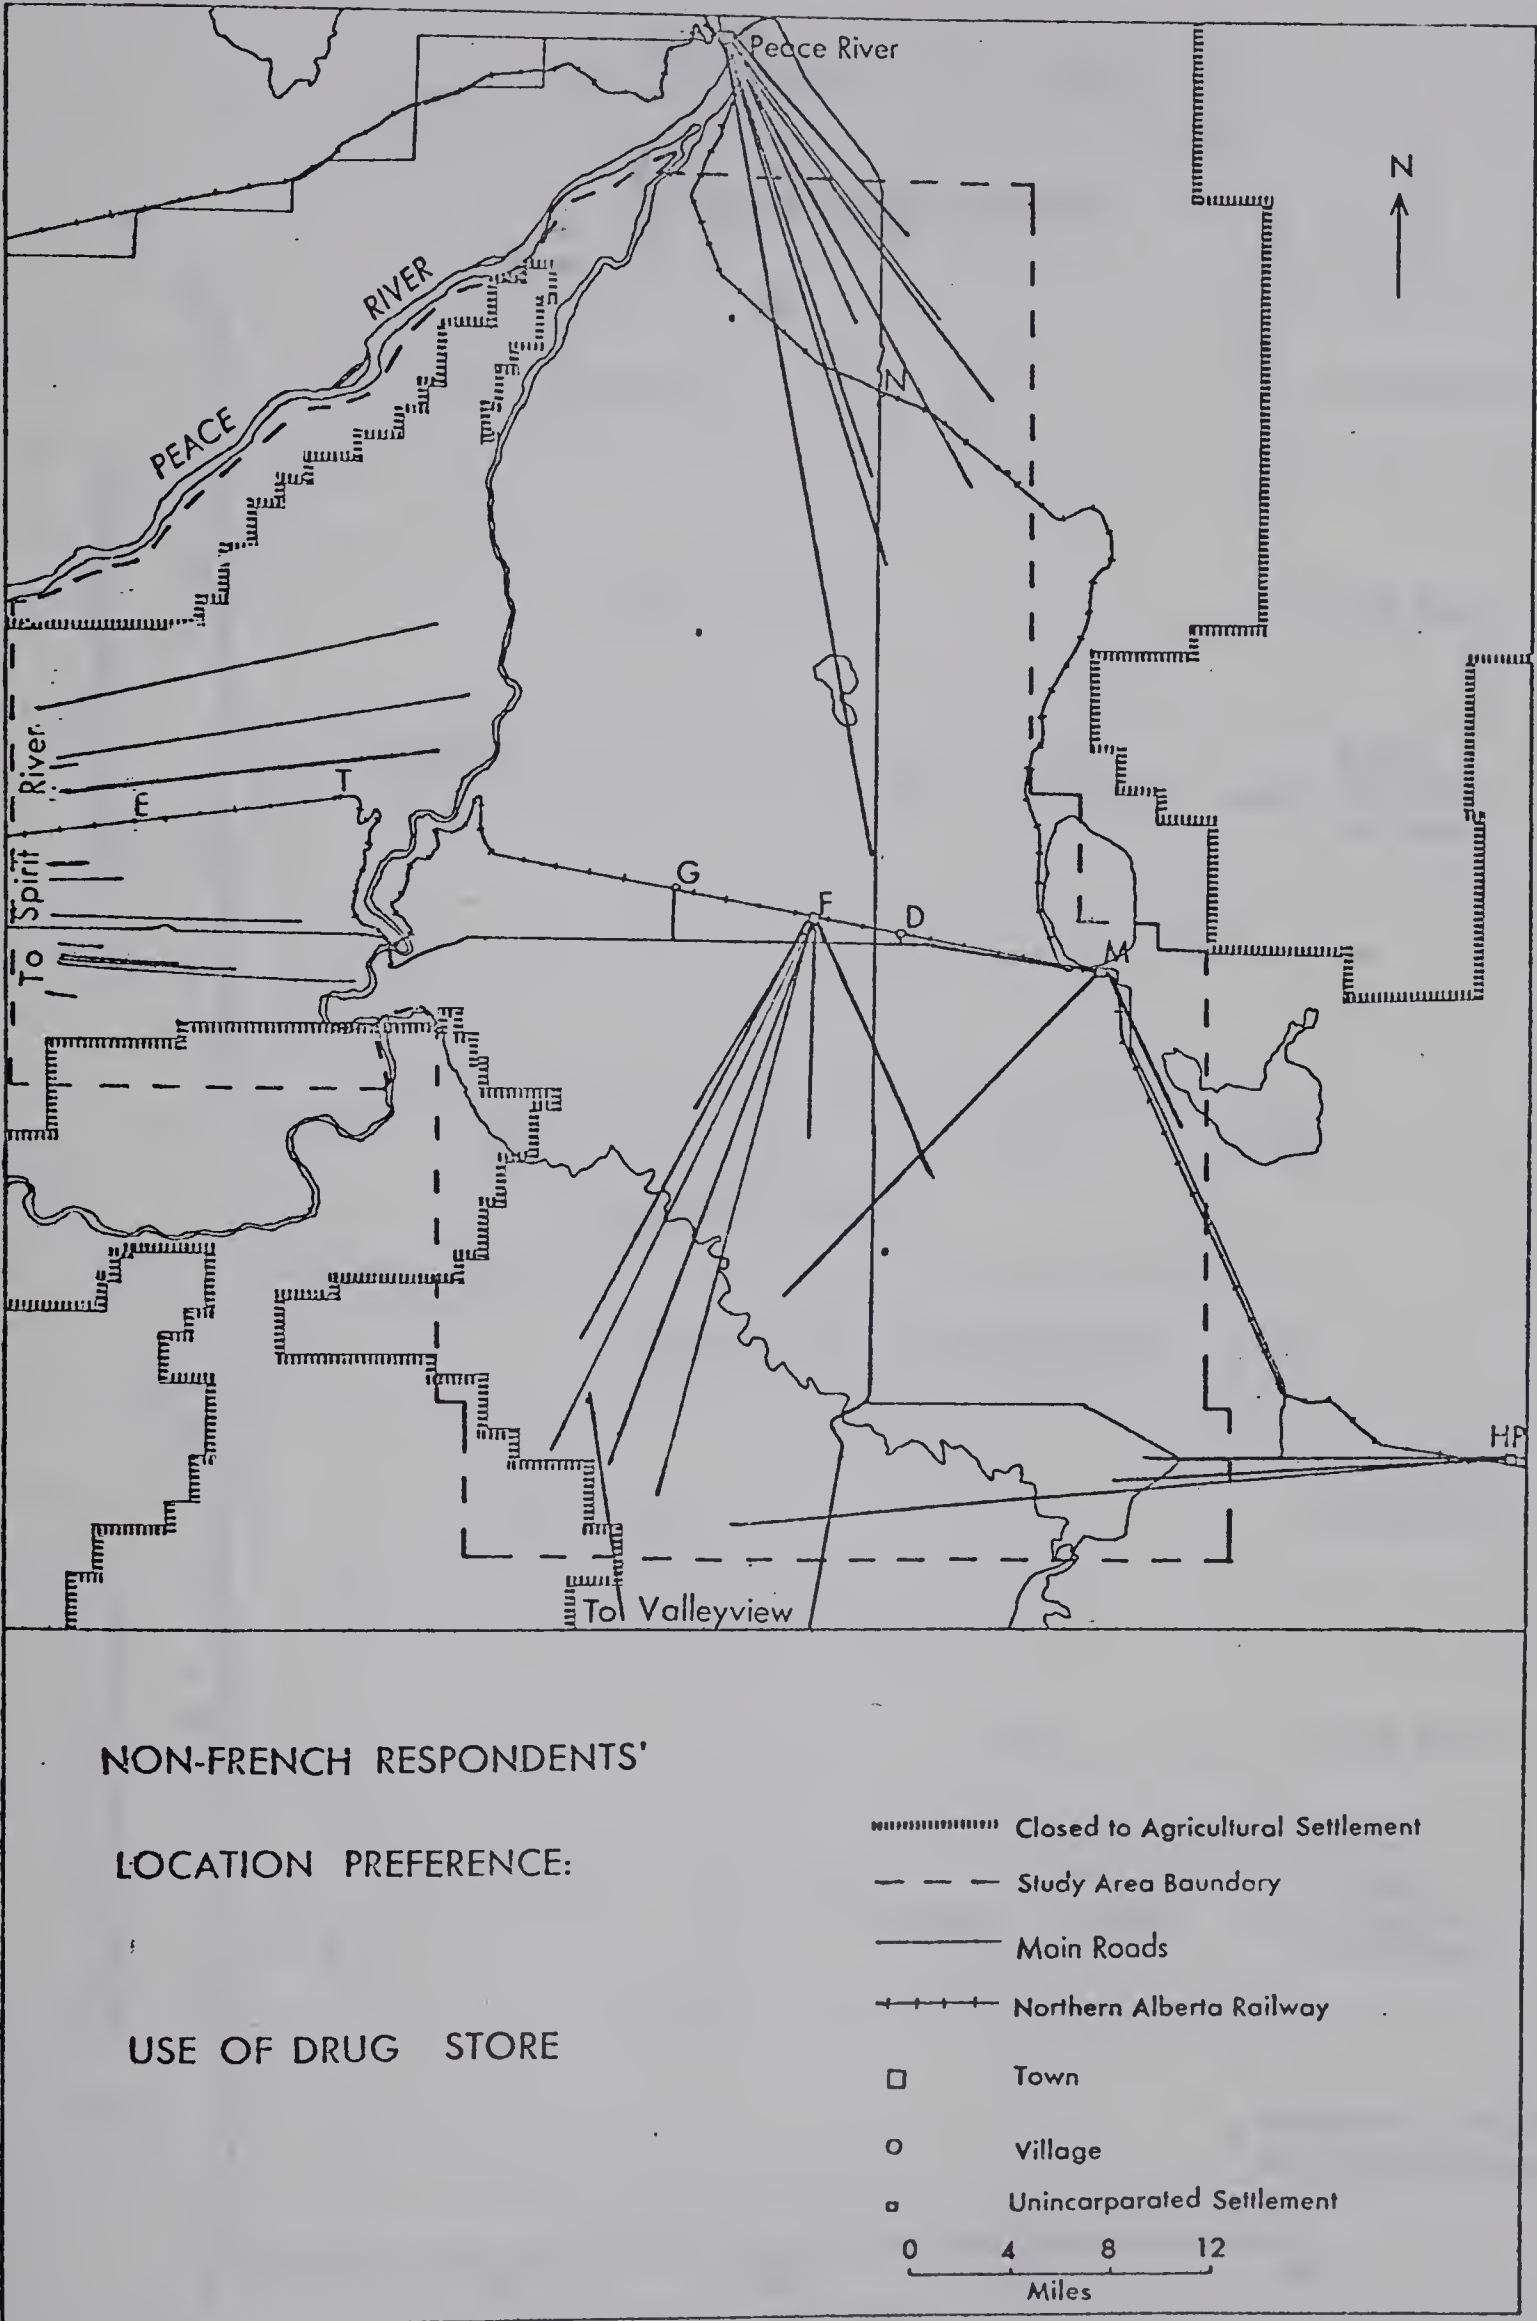 Peace River
N
RIVER
PEACE
N
To Spirit River
T
E
G
F
D
M
HP
To Valleyview
NON-FRENCH RESPONDENTS'
LOCATION PREFERENCE:
USE OF DRUG STORE
Closed to Agricultural Settlement
Study Area Baundory
Main Roads
Northern Alberta Railway
Town
Village
Unincarparated Settlement
0 4 8 12
Miles